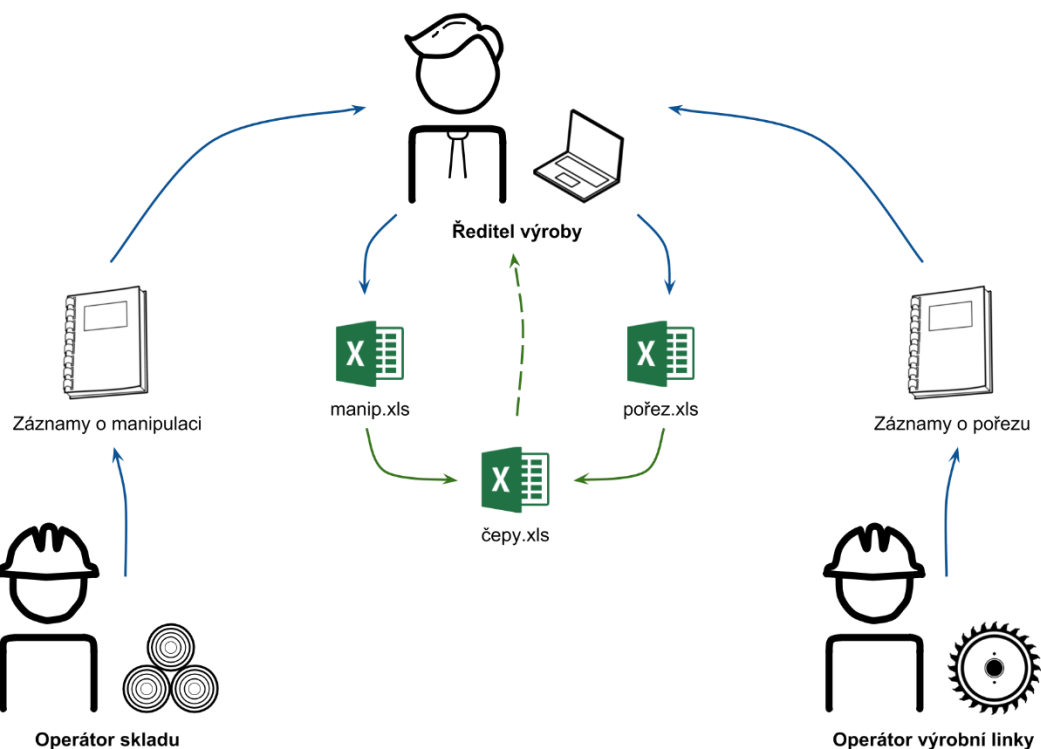 Ředitel výroby
X
X
manip.xls
pořez.xls
Záznamy o manipulaci
Záznamy o pořezu
X
čepy.xls
Operátor skladu
Operátor výrobní linky